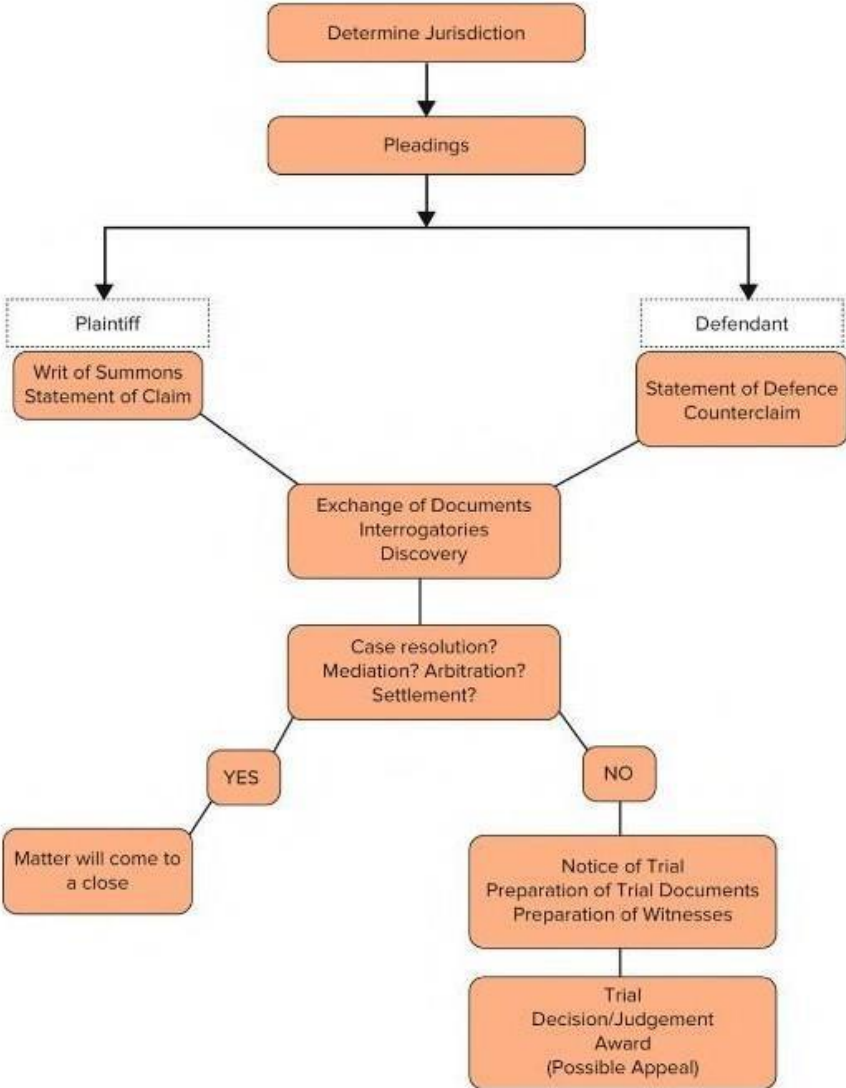 Determine Jurisdiction
Pleadings
Plaintiff
Writ of Summons
Statement of Claim
Defendant
Statement of Defence
Counterclaim
Exchange of Documents
Interrogatories
Discovery
Case resolution?
Mediation? Arbitration?
Settlement?
YES
Matter will come to
a close
NO
Notice of Trial
Preparation of Trial Documents
Preparation of Witnesses
Trial
Decision/Judgement
Award
(Possible Appeal)